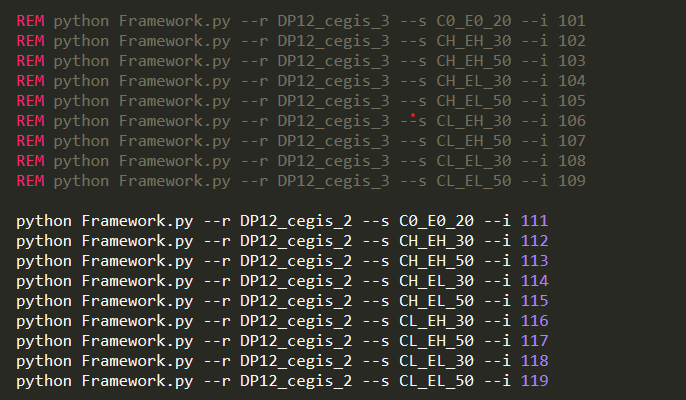 REM python Framework.py --r DP12_cegis_3 --s C0_E0_20 --i 101
REM python Framework.py --r DP12_cegis_3 --s CH_EH_30 --i 102
REM python Framework.py --r DP12_cegis_3 --s CH_EH_50 --i 103
REM python Framework.py --r DP12_cegis_3 --s CH_EL_30 --i 104
REM python Framework.py --r DP12_cegis_3 --s CH_EL_50 --i 105
REM python Framework.py --r DP12_cegis_3 --s CL_EH_30 --i 106
REM python Framework.py --r DP12_cegis_3 --s CL_EH_50 --i 107
REM python Framework.py --r DP12_cegis_3 --s CL_EL_30 --i 108
REM python Framework.py --r DP12_cegis_3 --s CL_EL_50 --i 109
python Framework.py --r DP12_cegis_2 --s C0_E0_20 --i 111
python Framework.py --r DP12_cegis_2 --s CH_EH_30 --i 112
python Framework.py --r DP12_cegis_2 --s CH_EH_50 --i 113
python Framework.py --r DP12_cegis_2 --s CH_EL_30 --i 114
python Framework.py --r DP12_cegis_2 --s CH_EL_50 --i 115
python Framework.py --r DP12_cegis_2 --s CL_EH_30 --i 116
python Framework.py --r DP12_cegis_2 --s CL_EH_50 --i 117
python Framework.py --r DP12_cegis_2 --s CL_EL_30 --i 118
python Framework.py --r DP12_cegis_2 --s CL_EL_50 --i 119